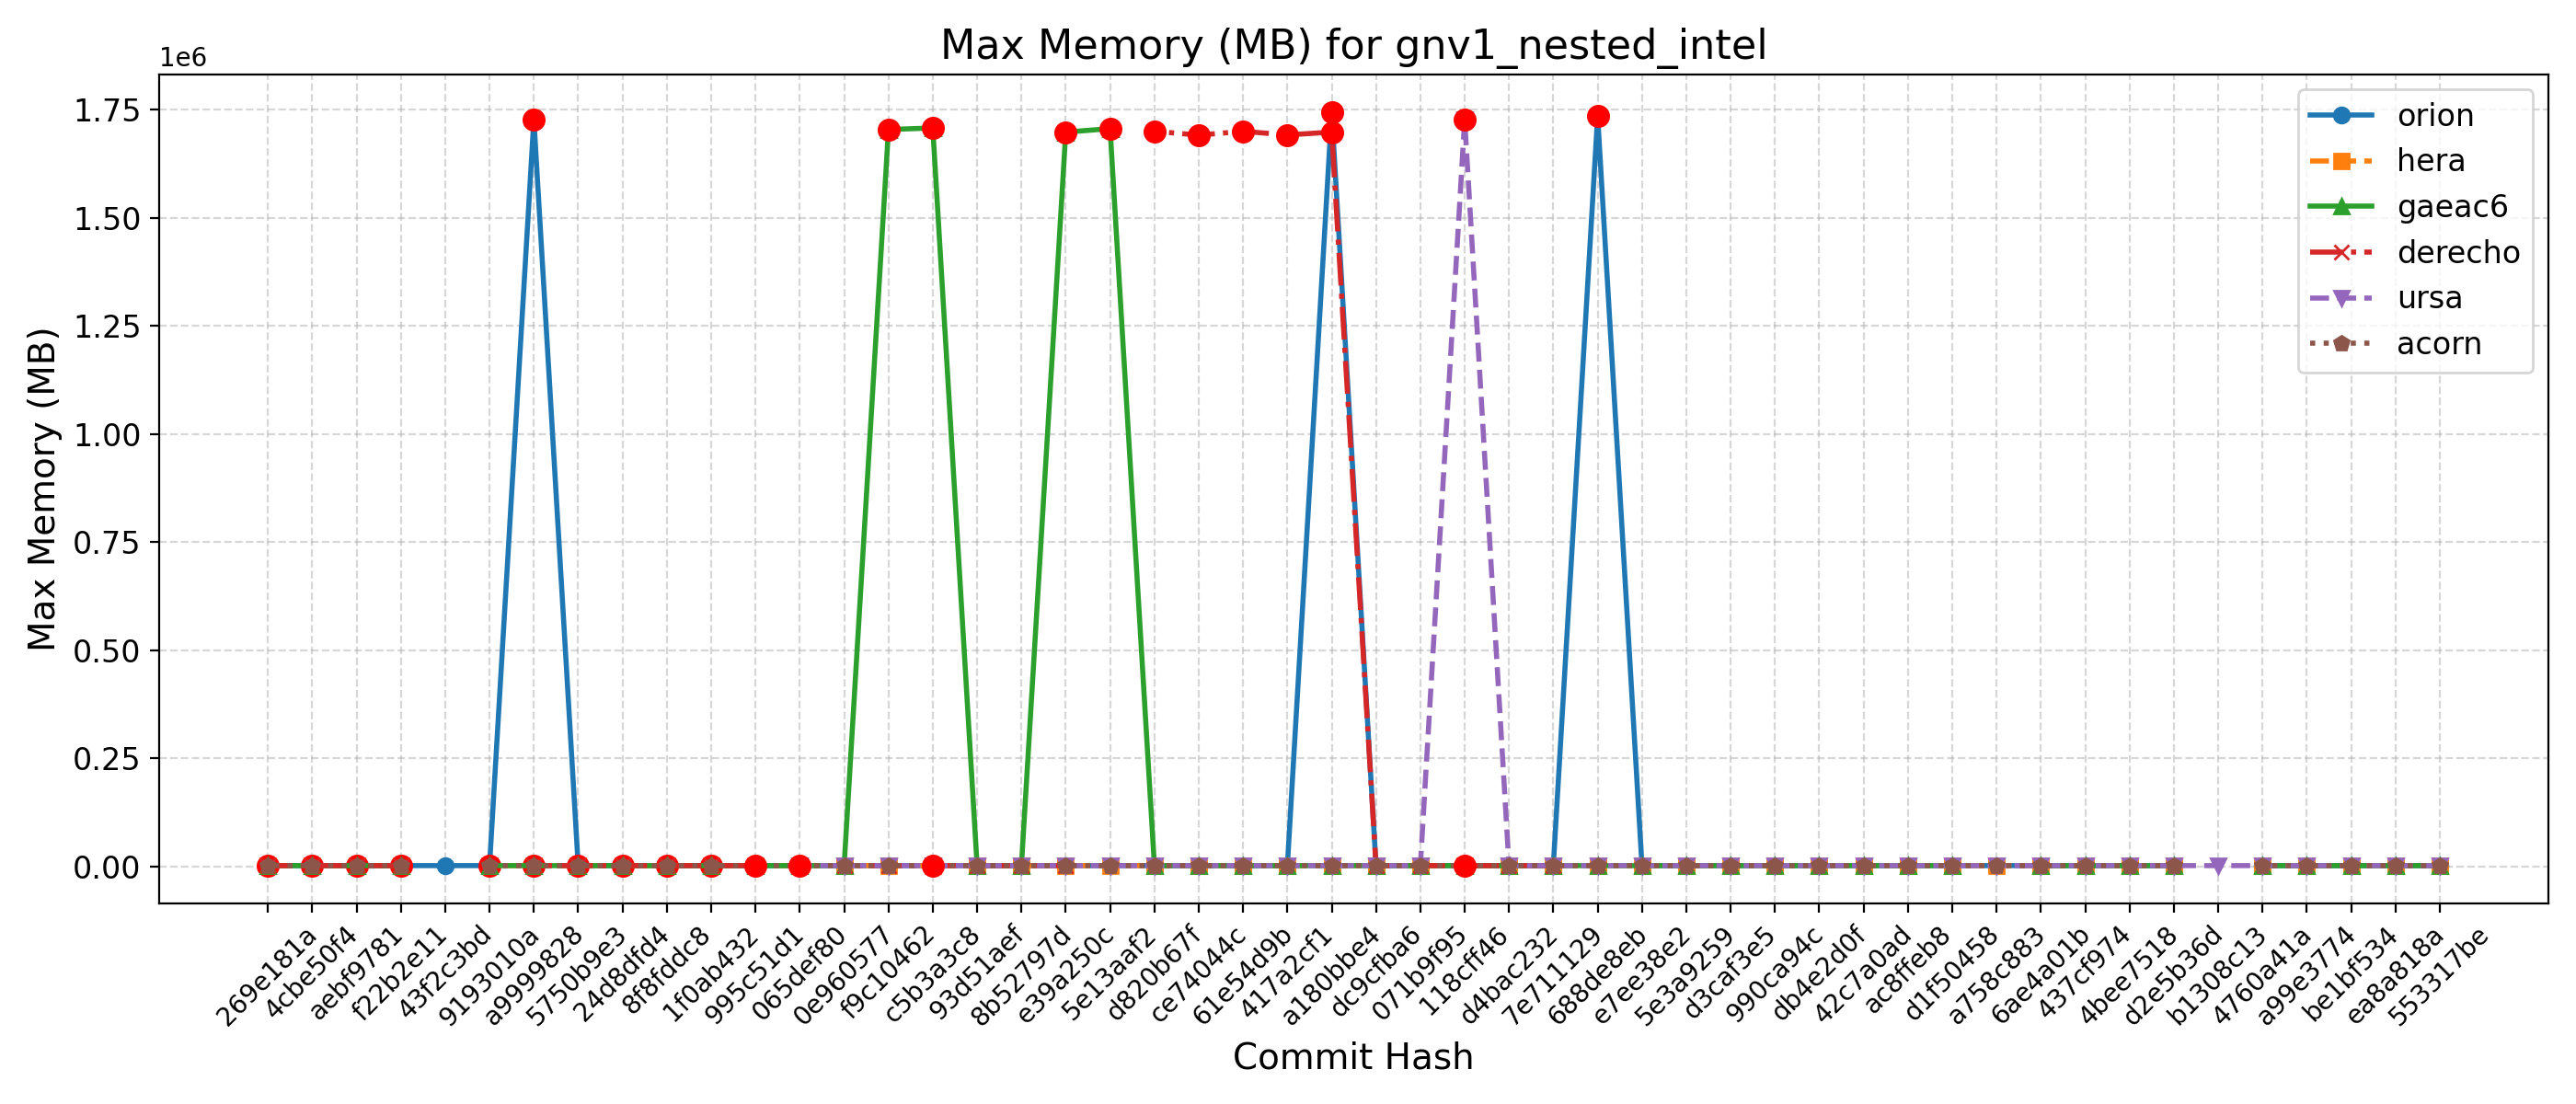 Max Memory (MB) for gnv1_nested_intel
1e6
1.75
1.50
1.25
1.00
0.75
0.50
0.25
0.00
Max Memory (MB)
orion
hera
gaeac6
derecho
ursa
acorn
269e181a
4cbe50f4
aebf9781
f22b2e11
43f2c3bd
9193010a
a9999828
5750b9e3
24d8dfd4
8f8fddc8
1f0ab432
995c51d1
065def80
0e960577
f9c10462
c5b3a3c8
93d51aef
8b52797d
e39a250c
5e13aaf2
d820b67f
ce74044c
61e54d9b
417a2cf1
a180bbe4
dc9cfba6
071b9f95
118cff46
d4bac232
7e711129
688de8eb
e7ee38e2
5e3a9259
d3caf3e5
990ca94c
db4e2d0f
42c7a0ad
ac8ffeb8
d1f50458
a758c883
6ae4a01b
437cf974
4bee7518
d2e5b36d
b1308c13
4760a41a
a99e3774
be1bf534
ea8a818a
553317be
Commit Hash